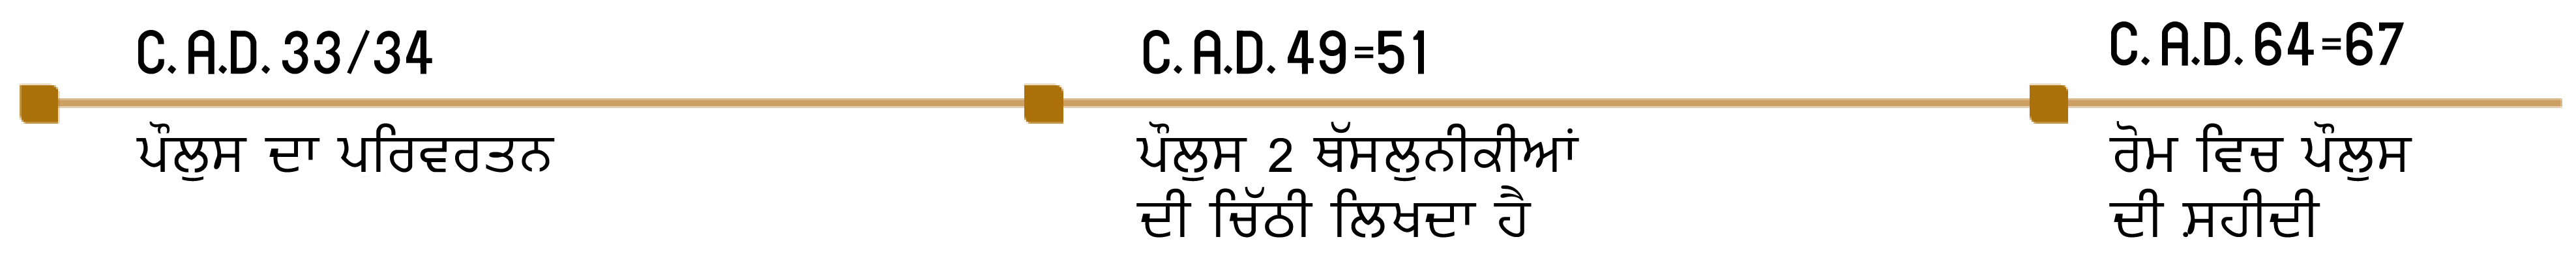 C. A.D. 33/34
ਪੌਲੁਸ ਦਾ ਪਰਿਵਰਤਨ
C. A.D. 49=51
ਪੌਲੁਸ 2 ਥੱਸਲੁਨੀਕੀਆਂ
ਦੀ ਚਿੱਠੀ ਲਿਖਦਾ ਹੈ
C. A.D. 64=67
ਰੋਮ ਵਿਚ ਪੌਲੁਸ
ਦੀ ਸ਼ਹੀਦੀ